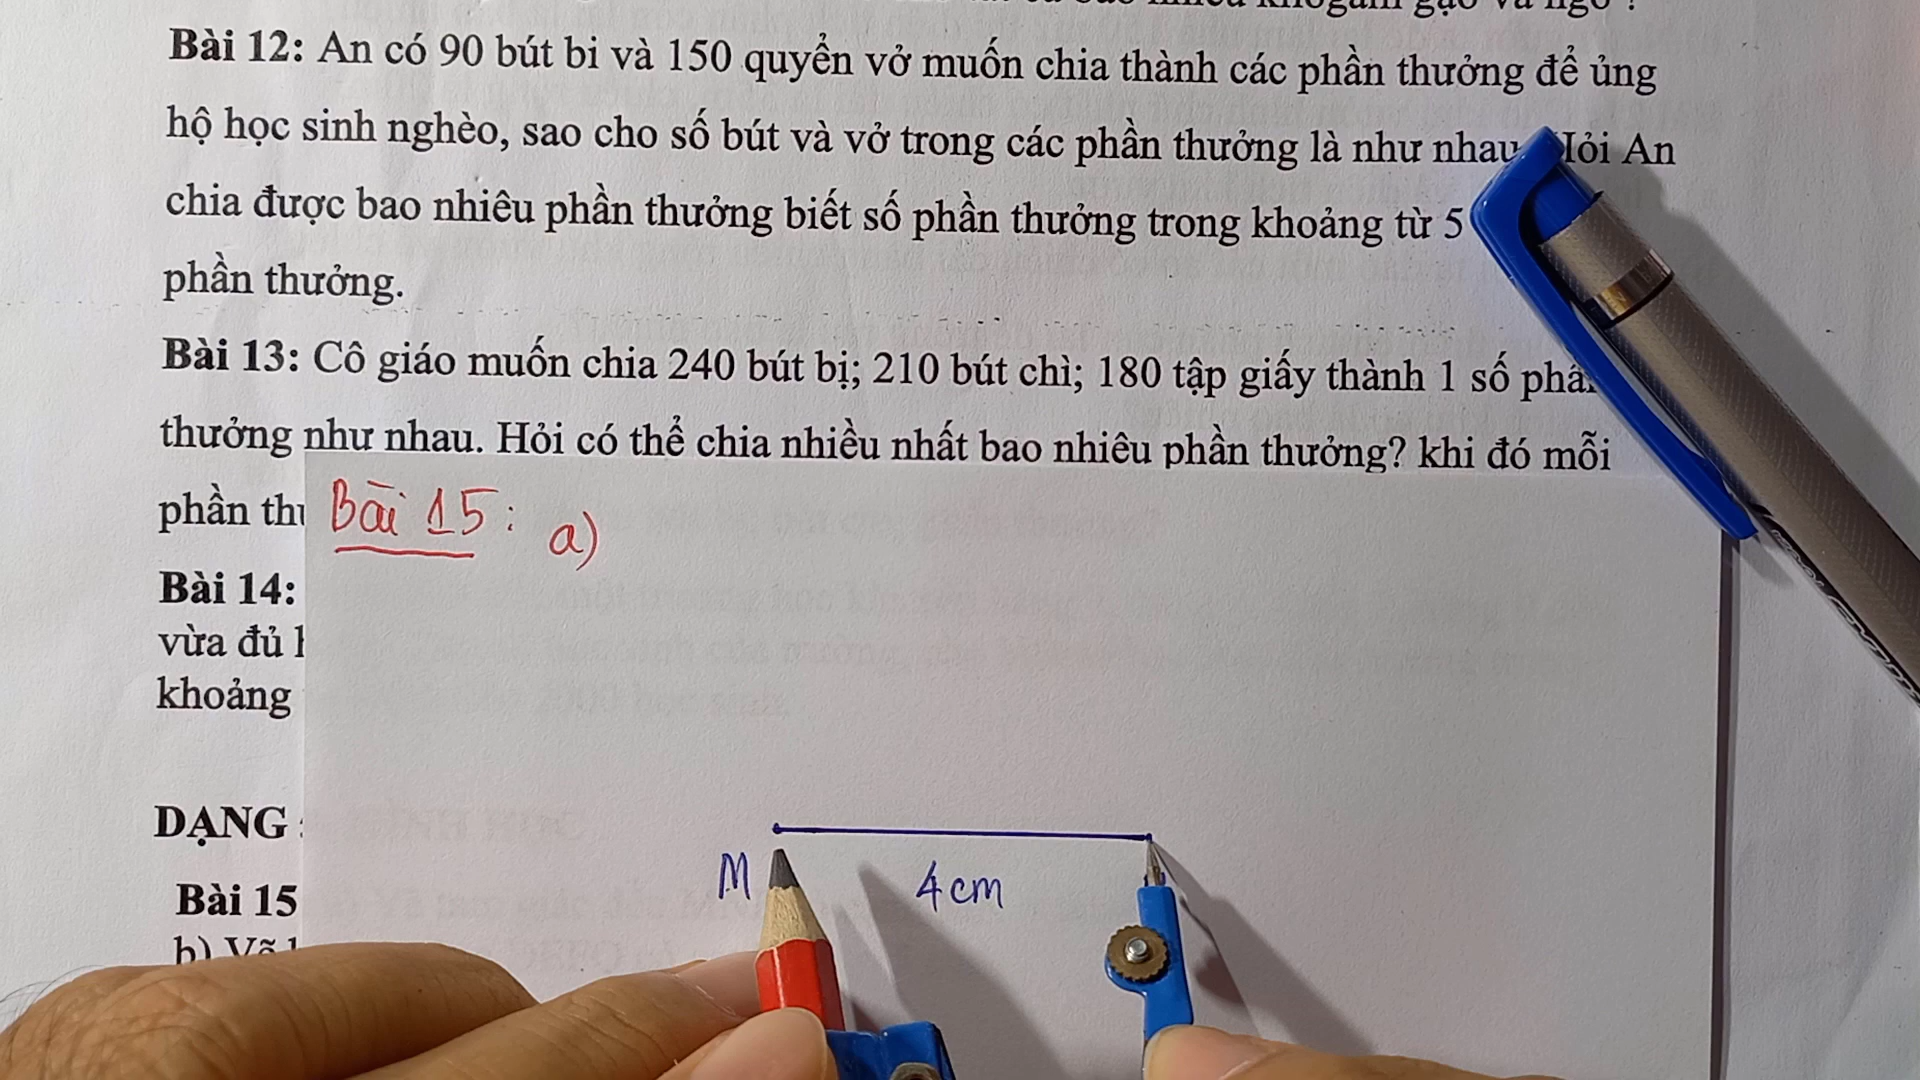 gạo và ngô ?
Bài 12: An có 90 bút bi và 150 quyển vở muốn chia thành các phần thưởng để ủng
hộ học sinh nghèo, sao cho số bút và vở trong các phần thưởng là như nhau Hỏi An
chia được bao nhiêu phần thưởng biết số phần thưởng trong khoảng từ 5
phần thưởng.
Bài 13: Cô giáo muốn chia 240 bút bị; 210 bút chì; 180 tập giấy thành 1 số phần
thưởng như nhau. Hỏi có thể chia nhiều nhất bao nhiêu phần thưởng? khi đó mỗi
phần
Bài 15: a)
Bài 14:
vừa đủ
khoảng
DẠNG
M 4cm
Bài 15
b)